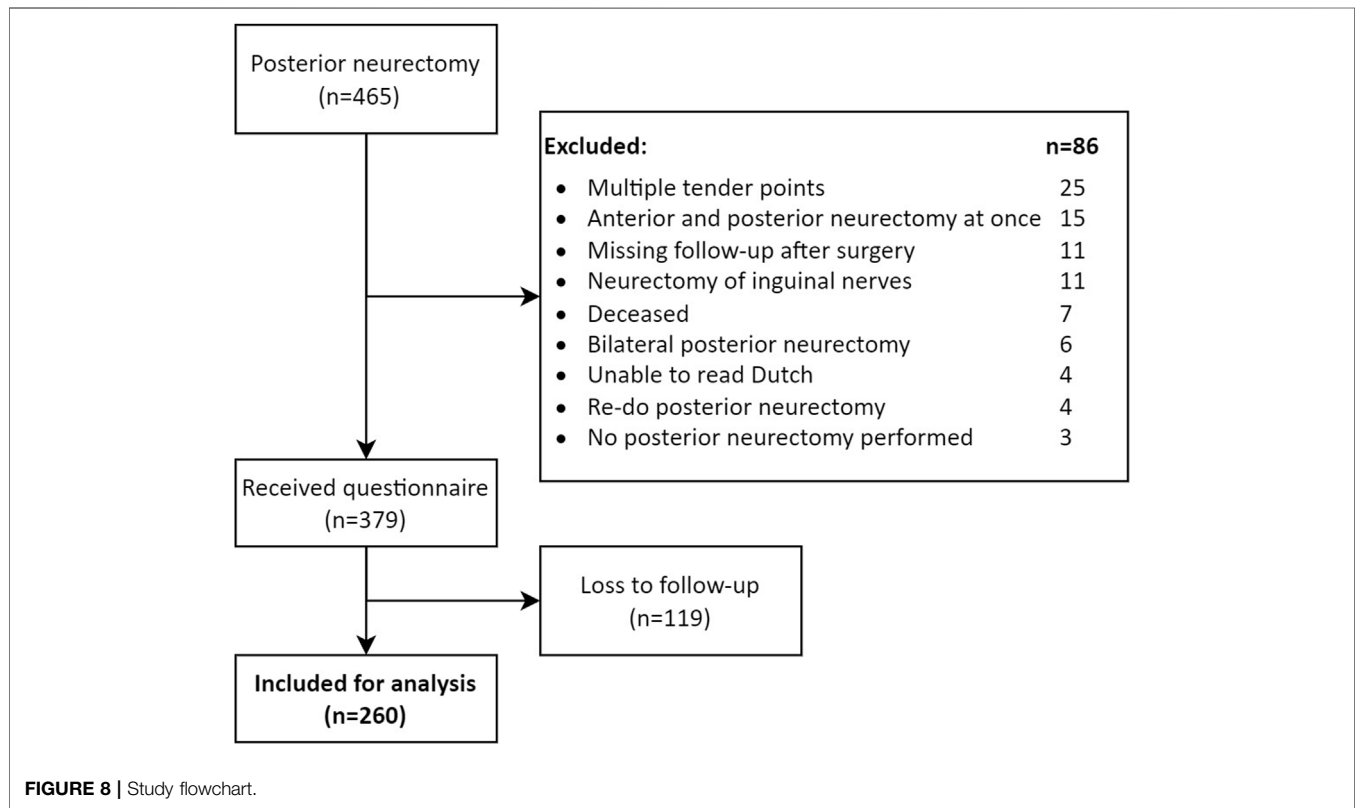 Posterior neurectomy
(n=465)
Excluded: n=86
• Multiple tender points 25
• Anterior and posterior neurectomy at once 15
• Missing follow-up after surgery 11
• Neurectomy of inguinal nerves 11
• Deceased 7
• Bilateral posterior neurectomy 6
• Unable to read Dutch 4
• Re-do posterior neurectomy 4
• No posterior neurectomy performed 3
Received questionnaire
(n=379)
Loss to follow-up
(n=119)
Included for analysis
(n=260)
FIGURE 8 | Study flowchart.